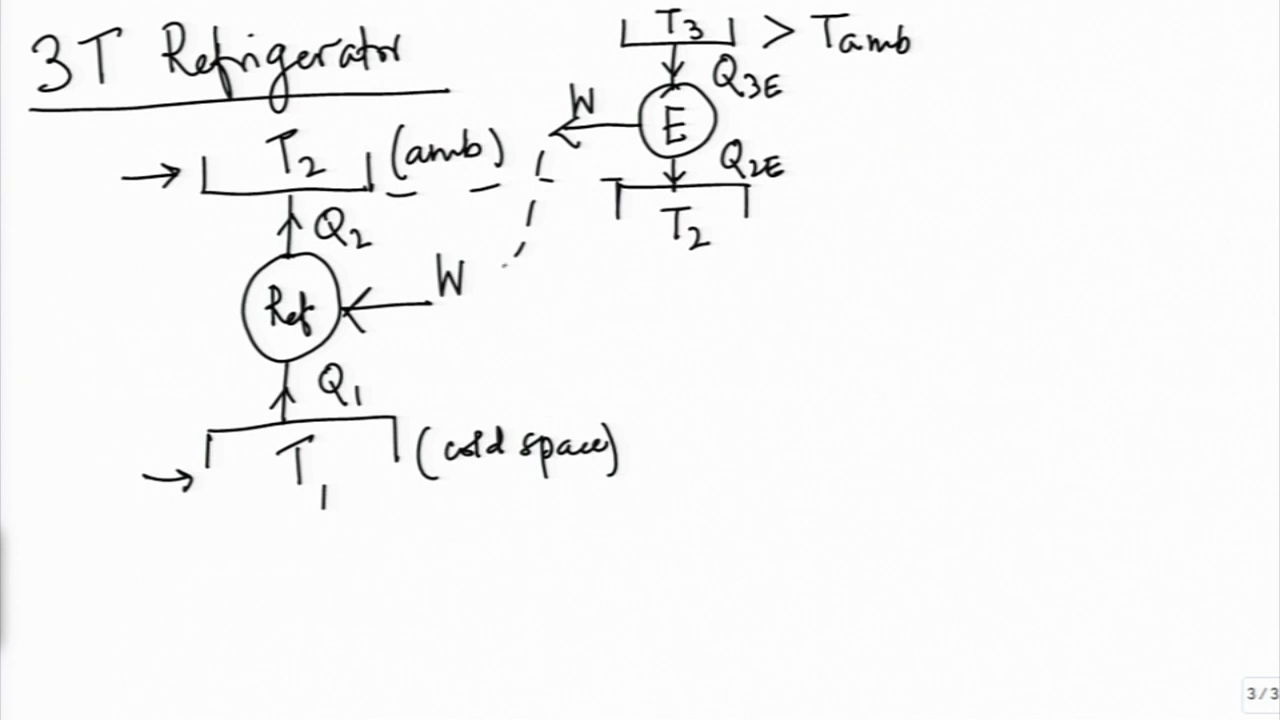 3T Refrigerator
T3 > Tamb
Q3E
W
E
Q2E
T2
T2 (amb)
Q2
W
Ref
Q1
T1 (cold space)
3/3